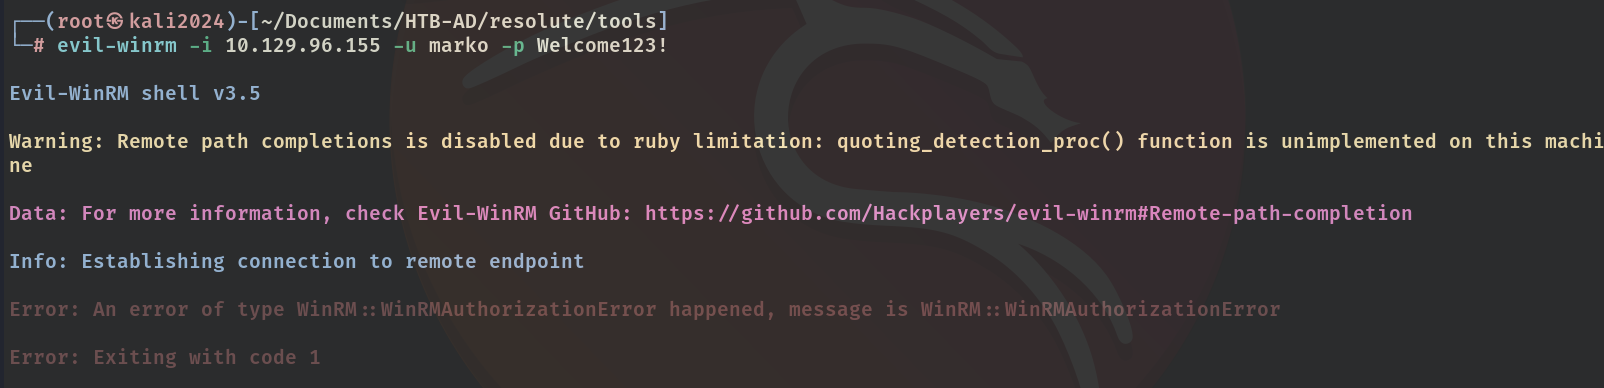 ┌──(root㉿kali2024)-[~/Documents/HTB-AD/resolute/tools]
└─# evil-winrm -i 10.129.96.155 -u marko -p Welcome123!
Evil-WinRM shell v3.5
Warning: Remote path completions is disabled due to ruby limitation: quoting_detection_proc() function is unimplemented on this machi
ne
Data: For more information, check Evil-WinRM GitHub: https://github.com/Hackplayers/evil-winrm#Remote-path-completion
Info: Establishing connection to remote endpoint
Error: An error of type WinRM::WinRMAuthorizationError happened, message is WinRM::WinRMAuthorizationError
Error: Exiting with code 1